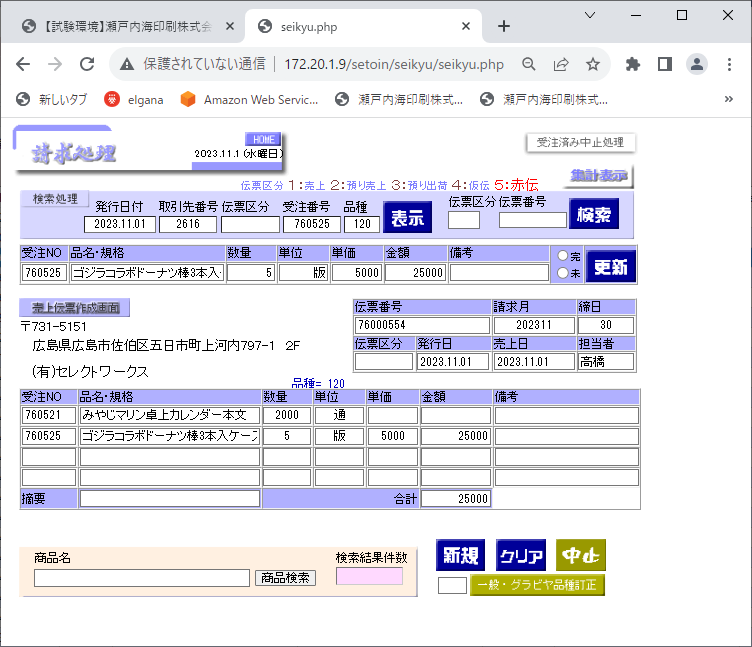 【試験環境】瀬戸内海印刷株式会
seikyu.php
保護されていない通信 172.20.1.9/setoin/seikyu/seikyu.php
新しいタブ elgana Amazon Web Servic... 瀬戸内海印刷株式... 瀬戸内海印刷株式... »
請求処理 HOME
2023.11.1 (水曜日)
受注済み中止処理
集計表示
伝票区分 1:売上 2:預り売上 3:預り出荷 4:仮伝 5:赤伝
検索処理
発行日付 取引先番号 伝票区分 受注番号 品種 伝票区分 伝票番号
2023.11.01 2616 760525 120 表示 検索
受注NO 品名・規格 数量 単位 単価 金額 備考
760525 ゴジラコラボドーナツ棒3本入 5 版 5000 25000 完 未 更新
売上伝票作成画面
〒731-5151
広島県広島市佐伯区五日市町上河内797-1 2F
(有)セレクトワークス
伝票番号 請求月 締日
76000554 202311 30
伝票区分 発行日 売上日 担当者
2023.11.01 2023.11.01 高橋
品種= 120
受注NO 品名・規格 数量 単位 単価 金額 備考
760521 みやじマリン卓上カレンダー本文 2000 通
760525 ゴジラコラボドーナツ棒3本入ケース 5 版 5000 25000
摘要 合計 25000
商品名 検索結果件数
商品検索
新規 クリア 中止
一般・グラビヤ品種訂正